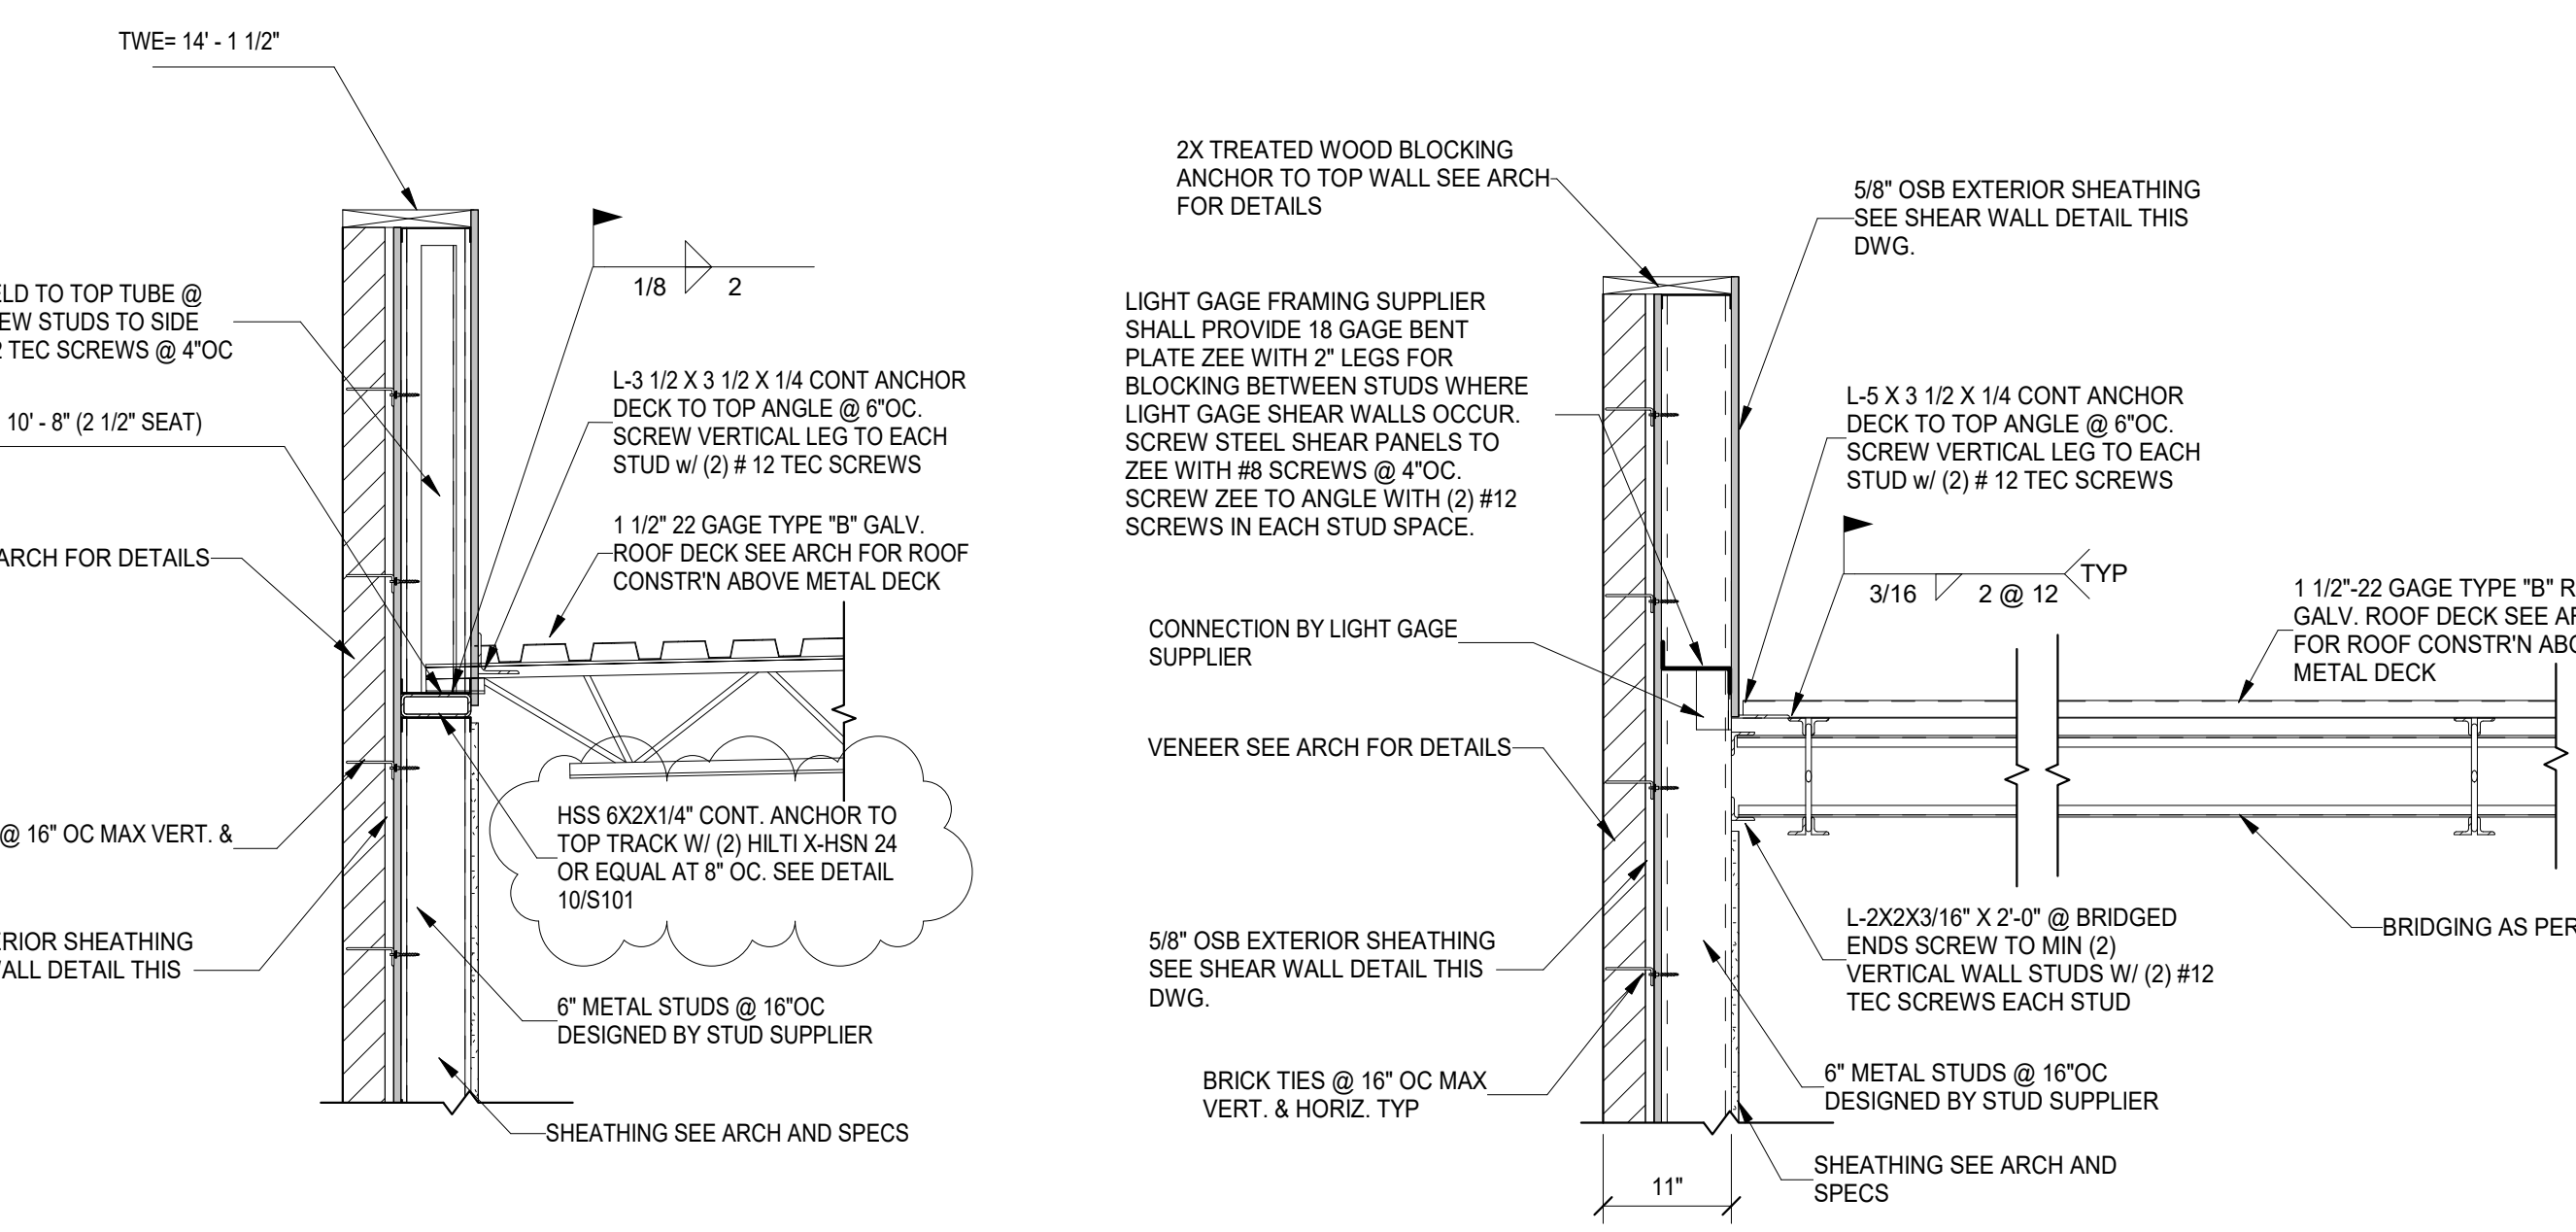 TWE= 14' - 1 1/2"
ELD TO TOP TUBE @
EW STUDS TO SIDE
2 TEC SCREWS @ 4"OC
10' - 8" (2 1/2" SEAT)
ARCH FOR DETAILS
@ 16" OC MAX VERT. &
ERIOR SHEATHING
WALL DETAIL THIS
1/8 2
L-3 1/2 X 3 1/2 X 1/4 CONT ANCHOR
DECK TO TOP ANGLE @ 6"OC.
SCREW VERTICAL LEG TO EACH
STUD w/ (2) # 12 TEC SCREWS
1 1/2" 22 GAGE TYPE "B" GALV.
ROOF DECK SEE ARCH FOR ROOF
CONSTR'N ABOVE METAL DECK
HSS 6X2X1/4" CONT. ANCHOR TO
TOP TRACK W/ (2) HILTI X-HSN 24
OR EQUAL AT 8" OC. SEE DETAIL
10/S101
6" METAL STUDS @ 16"OC
DESIGNED BY STUD SUPPLIER
SHEATHING SEE ARCH AND SPECS
2X TREATED WOOD BLOCKING
ANCHOR TO TOP WALL SEE ARCH
FOR DETAILS
LIGHT GAGE FRAMING SUPPLIER
SHALL PROVIDE 18 GAGE BENT
PLATE ZEE WITH 2" LEGS FOR
BLOCKING BETWEEN STUDS WHERE
LIGHT GAGE SHEAR WALLS OCCUR.
SCREW STEEL SHEAR PANELS TO
ZEE WITH #8 SCREWS @ 4"OC.
SCREW ZEE TO ANGLE WITH (2) #12
SCREWS IN EACH STUD SPACE.
CONNECTION BY LIGHT GAGE
SUPPLIER
VENEER SEE ARCH FOR DETAILS
5/8" OSB EXTERIOR SHEATHING
SEE SHEAR WALL DETAIL THIS
DWG.
BRICK TIES @ 16" OC MAX
VERT. & HORIZ. TYP
11"
5/8" OSB EXTERIOR SHEATHING
SEE SHEAR WALL DETAIL THIS
DWG.
L-5 X 3 1/2 X 1/4 CONT ANCHOR
DECK TO TOP ANGLE @ 6"OC.
SCREW VERTICAL LEG TO EACH
STUD w/ (2) # 12 TEC SCREWS
3/16 2 @ 12 TYP
1 1/2"-22 GAGE TYPE "B" R
GALV. ROOF DECK SEE AR
FOR ROOF CONSTR'N ABO
METAL DECK
BRIDGING AS PER
L-2X2X3/16" X 2'-0" @ BRIDGED
ENDS SCREW TO MIN (2)
VERTICAL WALL STUDS W/ (2) #12
TEC SCREWS EACH STUD
6" METAL STUDS @ 16"OC
DESIGNED BY STUD SUPPLIER
SHEATHING SEE ARCH AND
SPECS